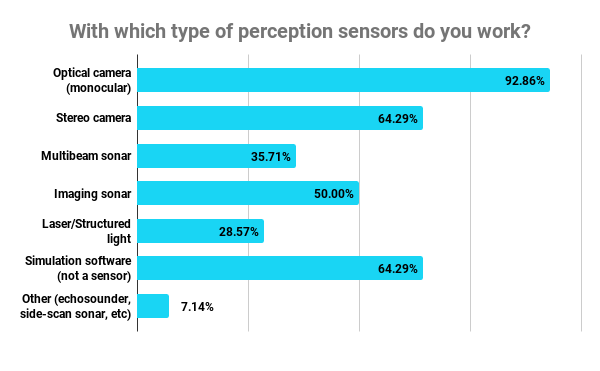 With which type of perception sensors do you work?
Optical camera
(monocular)
92.86%
Stereo camera
64.29%
Multibeam sonar
35.71%
Imaging sonar
50.00%
Laser/Structured
light
28.57%
Simulation software
(not a sensor)
64.29%
Other (echosounder,
side-scan sonar, etc)
7.14%